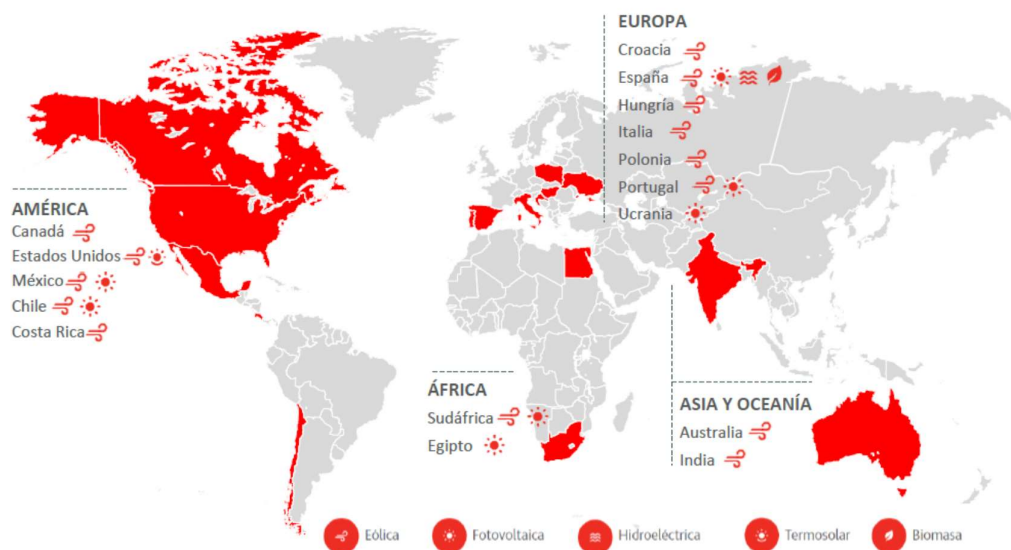 EUROPA
Croacia
España
Hungría
Italia
Polonia
Portugal
Ucrania
AMÉRICA
Canadá
Estados Unidos
México
Chile
Costa Rica
ÁFRICA
Sudáfrica
Egipto
ASIA Y OCEANÍA
Australia
India
Eólica
Fotovoltaica
Hidroeléctrica
Termosolar
Biomasa